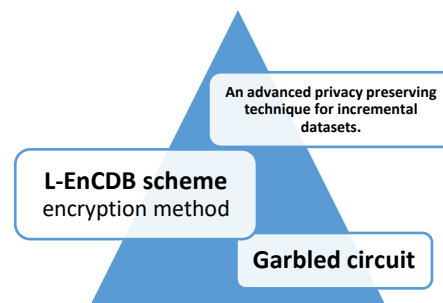 An advanced privacy preserving
technique for incremental
datasets.
L-EnCDB scheme
encryption method
Garbled circuit